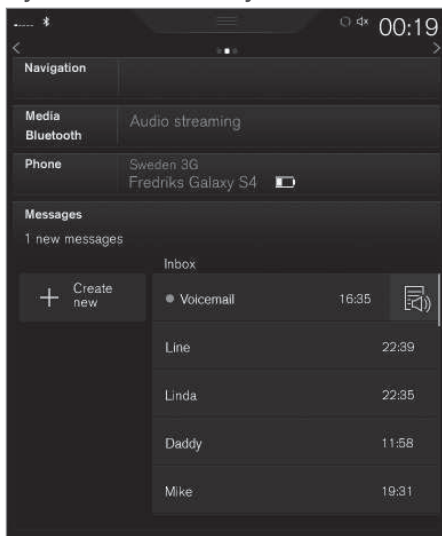 00:19
Navigation
Media
Bluetooth
Audio streaming
Phone
Sweden 3G
Fredriks Galaxy S4
Messages
1 new messages
Inbox
Create
new
Voicemail 16:35
Line 22:39
Linda 22:35
Daddy 11:58
Mike 19:31